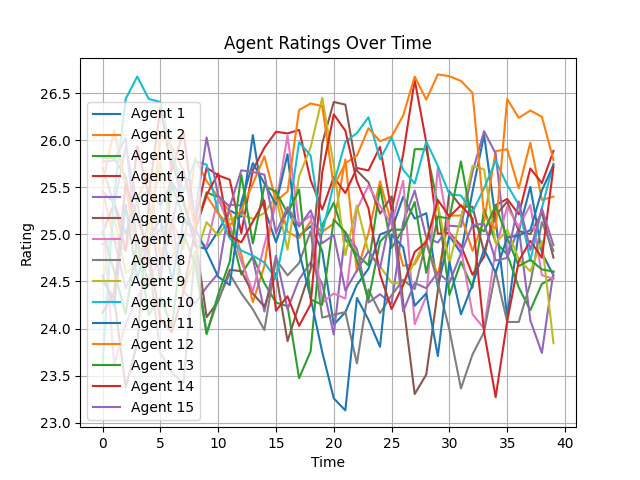 Agent Ratings Over Time
Rating
26.5
26.0
25.5
25.0
24.5
24.0
23.5
23.0
Agent 1
Agent 2
Agent 3
Agent 4
Agent 5
Agent 6
Agent 7
Agent 8
Agent 9
Agent 10
Agent 11
Agent 12
Agent 13
Agent 14
Agent 15
0 5 10 15 20 25 30 35 40
Time